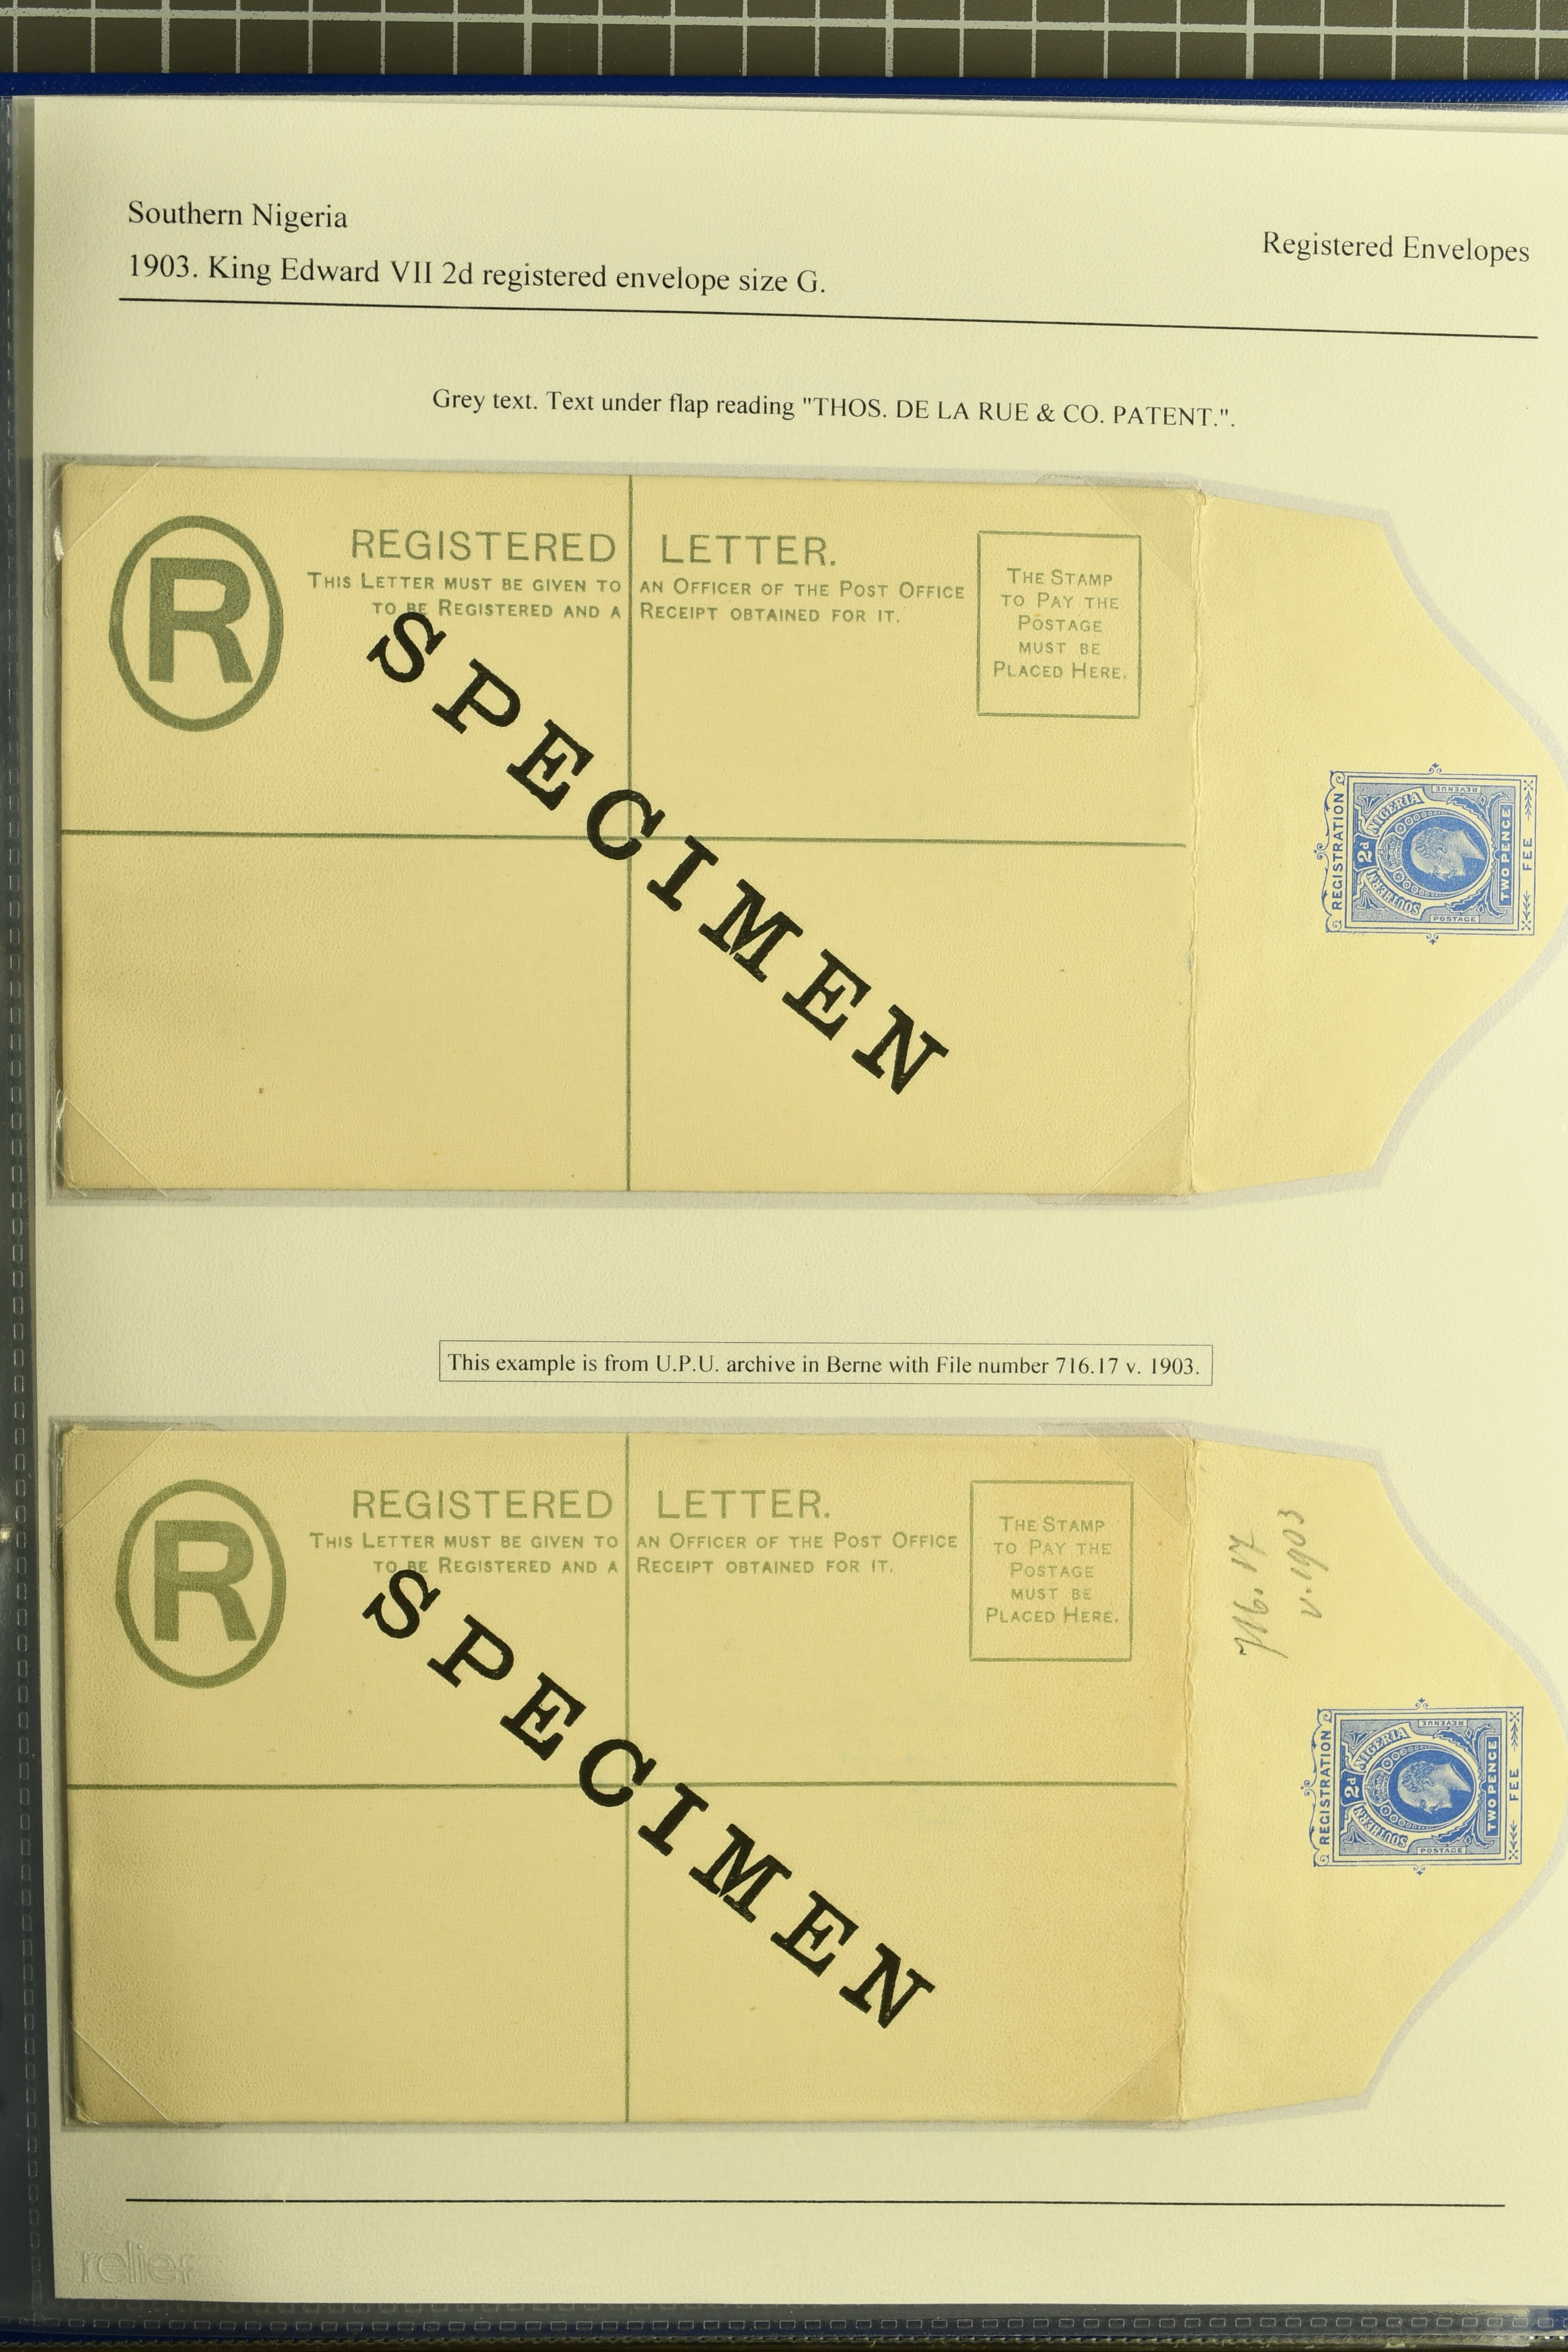 Southern Nigeria
Registered Envelopes
1903. King Edward VII 2d registered envelope size G.
Grey text. Text under flap reading "THOS. DE LA RUE & CO. PATENT.".
R
REGISTERED LETTER.
THIS LETTER MUST BE GIVEN TO AN OFFICER OF THE POST OFFICE
TO BE REGISTERED AND A RECEIPT OBTAINED FOR IT.
THE STAMP
TO PAY THE
POSTAGE
MUST BE
PLACED HERE.
SPECIMEN
REGISTRATION
2d
SOUTHERN NIGERIA
POSTAGE
REVENUE
TWO PENCE
FEE
This example is from U.P.U. archive in Berne with File number 716.17 v. 1903.
R
REGISTERED LETTER.
THIS LETTER MUST BE GIVEN TO AN OFFICER OF THE POST OFFICE
TO BE REGISTERED AND A RECEIPT OBTAINED FOR IT.
THE STAMP
TO PAY THE
POSTAGE
MUST BE
PLACED HERE.
SPECIMEN
716.17
v.1903
REGISTRATION
2d
SOUTHERN NIGERIA
POSTAGE
REVENUE
TWO PENCE
FEE
relief